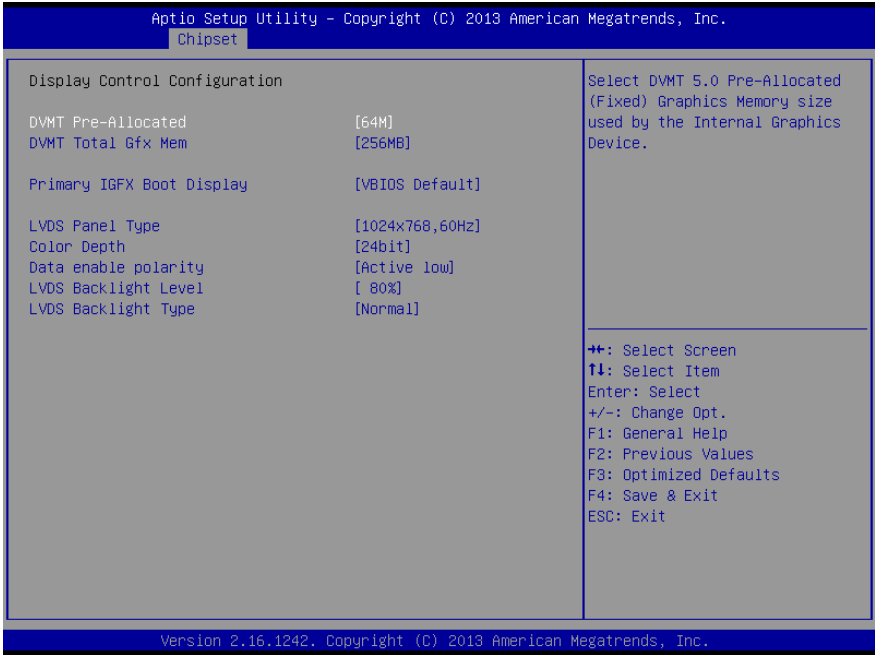 Aptio Setup Utility – Copyright (C) 2013 American Megatrends, Inc.
Chipset
Display Control Configuration
DVMT Pre-Allocated [64M]
DVMT Total Gfx Mem [256MB]
Primary IGFX Boot Display [VBIOS Default]
LVDS Panel Type [1024x768,60Hz]
Color Depth [24bit]
Data enable polarity [Active low]
LVDS Backlight Level [ 80%]
LVDS Backlight Type [Normal]
Select DVMT 5.0 Pre-Allocated
(Fixed) Graphics Memory size
used by the Internal Graphics
Device.
→←: Select Screen
↑↓: Select Item
Enter: Select
+/-: Change Opt.
F1: General Help
F2: Previous Values
F3: Optimized Defaults
F4: Save & Exit
ESC: Exit
Version 2.16.1242. Copyright (C) 2013 American Megatrends, Inc.